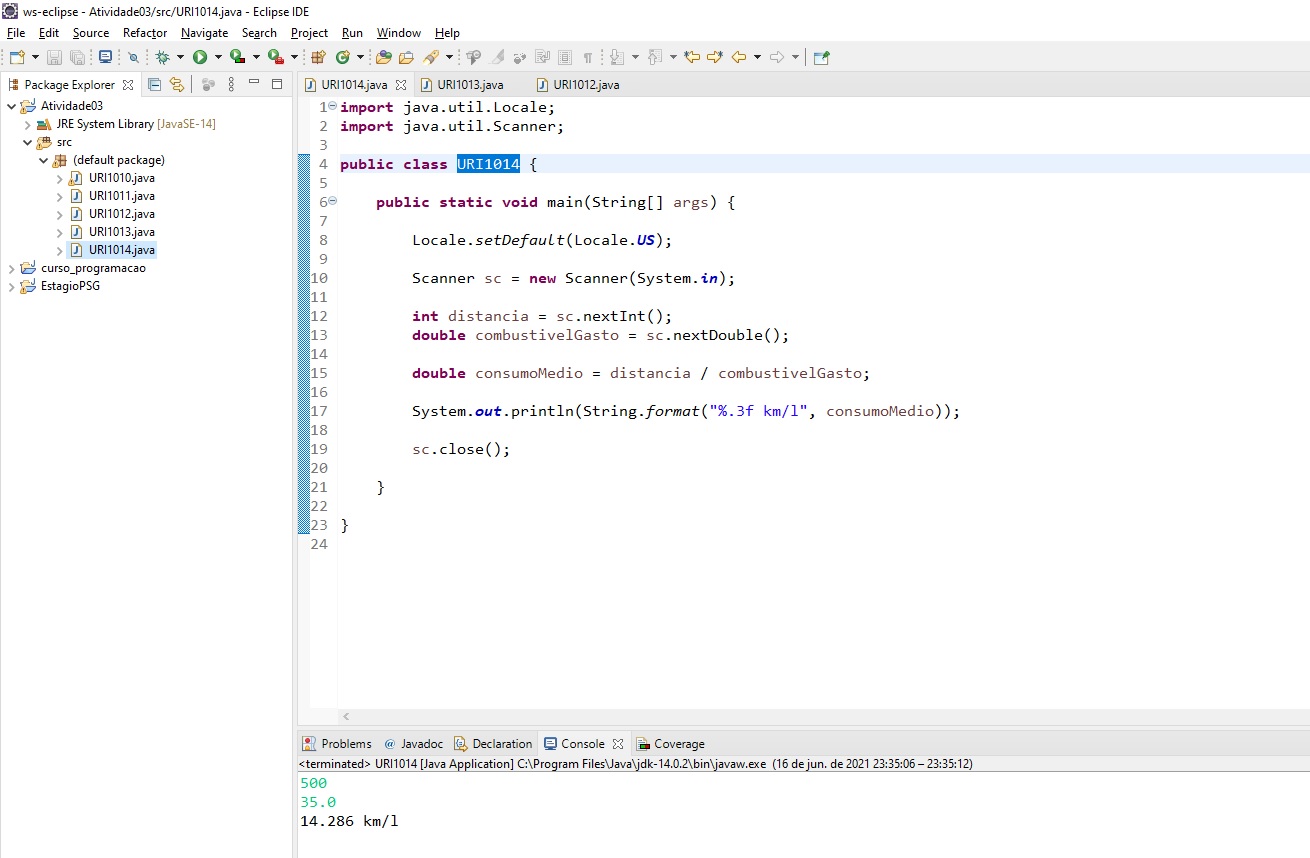 ws-eclipse - Atividade03/src/URI1014.java - Eclipse IDE
File Edit Source Refactor Navigate Search Project Run Window Help
Package Explorer
Atividade03
JRE System Library [JavaSE-14]
src
(default package)
URI1010.java
URI1011.java
URI1012.java
URI1013.java
URI1014.java
curso_programacao
EstagioPSG
URI1014.java URI1013.java URI1012.java
1 import java.util.Locale;
2 import java.util.Scanner;
3
4 public class URI1014 {
5
6 public static void main(String[] args) {
7
8 Locale.setDefault(Locale.US);
9
10 Scanner sc = new Scanner(System.in);
11
12 int distancia = sc.nextInt();
13 double combustivelGasto = sc.nextDouble();
14
15 double consumoMedio = distancia / combustivelGasto;
16
17 System.out.println(String.format("%.3f km/l", consumoMedio));
18
19 sc.close();
20
21 }
22
23 }
24
Problems @ Javadoc Declaration Console Coverage
<terminated> URI1014 [Java Application] C:\Program Files\Java\jdk-14.0.2\bin\javaw.exe (16 de jun. de 2021 23:35:06 – 23:35:12)
500
35.0
14.286 km/l